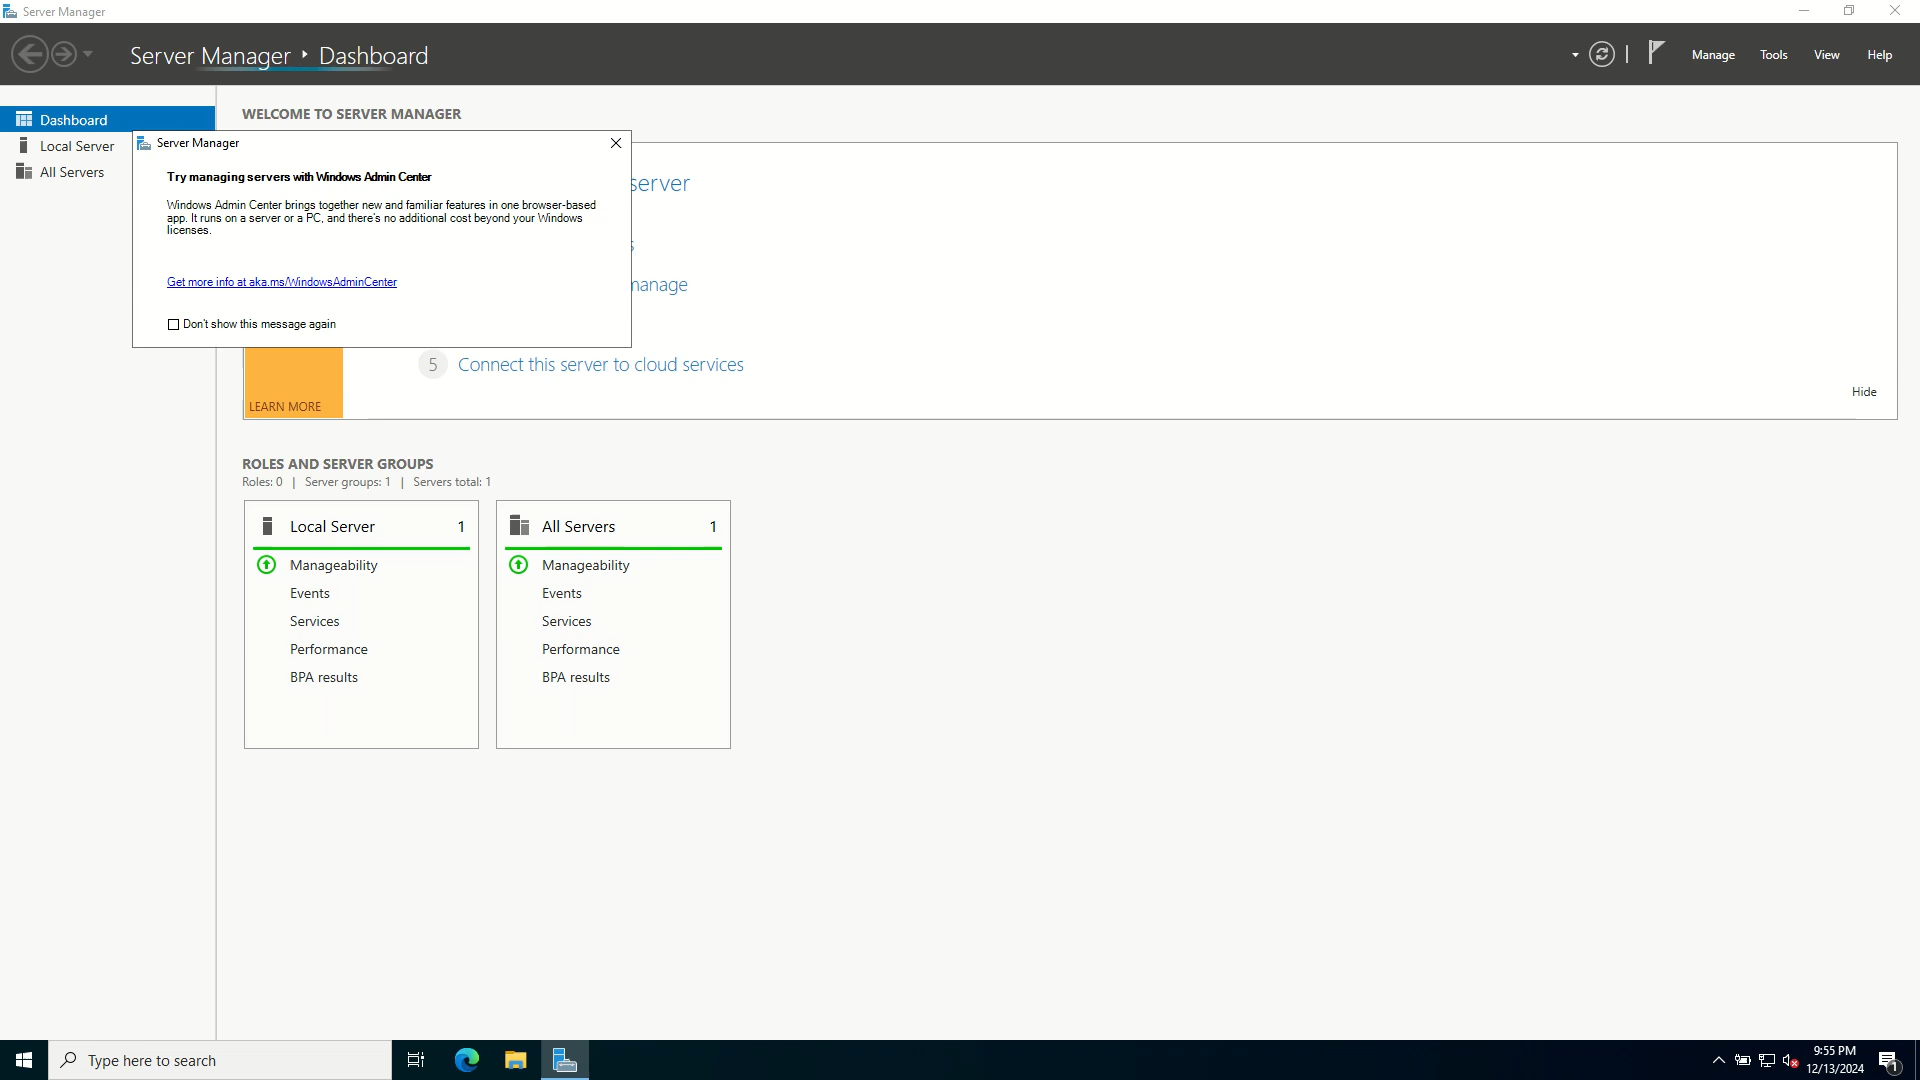 Server Manager
Server Manager ‣ Dashboard
Manage Tools View Help
Dashboard
Local Server
All Servers
WELCOME TO SERVER MANAGER
Server Manager
Try managing servers with Windows Admin Center
Windows Admin Center brings together new and familiar features in one browser-based
app. It runs on a server or a PC, and there's no additional cost beyond your Windows
licenses.
Get more info at aka.ms/WindowsAdminCenter
Don't show this message again
server
manage
5 Connect this server to cloud services
LEARN MORE
Hide
ROLES AND SERVER GROUPS
Roles: 0 | Server groups: 1 | Servers total: 1
Local Server 1
Manageability
Events
Services
Performance
BPA results
All Servers 1
Manageability
Events
Services
Performance
BPA results
Type here to search
9:55 PM
12/13/2024
1